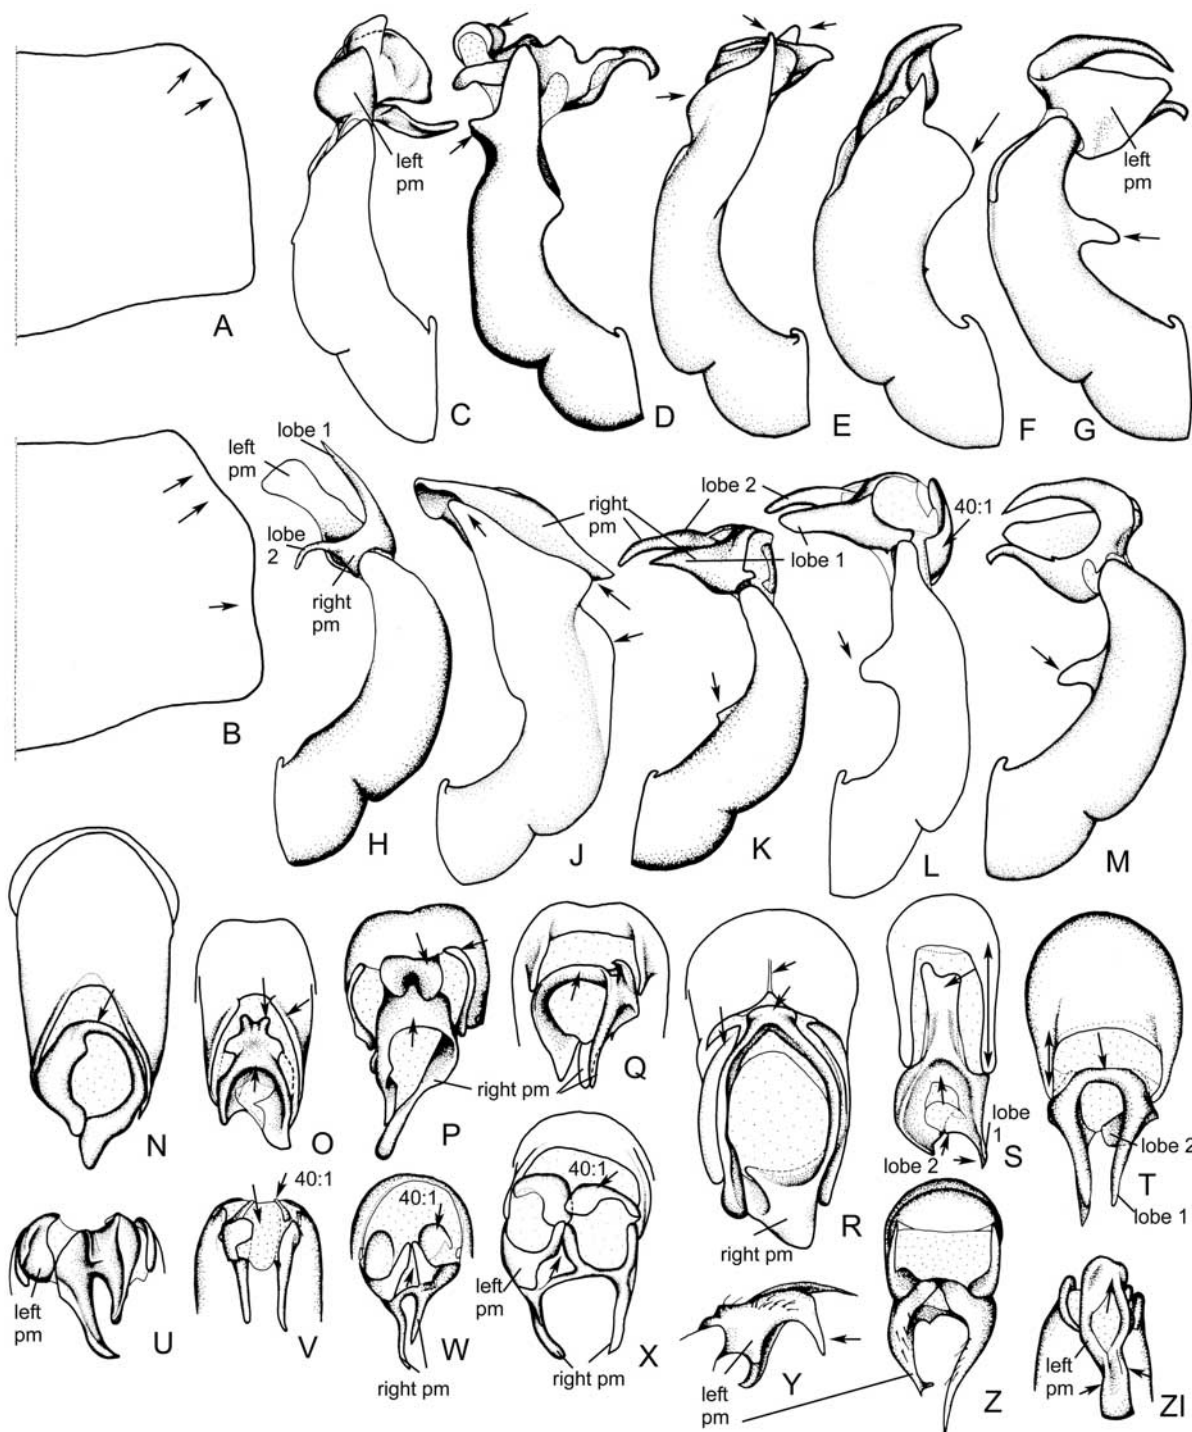 A
left
pm
C
D
E
F
left
pm
G
B
left
pm
lobe 1
lobe
2
right
pm
H
right
pm
J
lobe 2
lobe 1
K
40:1
L
M
N
O
right pm
P
Q
right pm
R
lobe
1
lobe 2
S
lobe 2
lobe 1
T
left
pm
U
40:1
V
40:1
right pm
W
40:1
left
pm
right pm
X
left
pm
Y
Z
left
pm
ZI